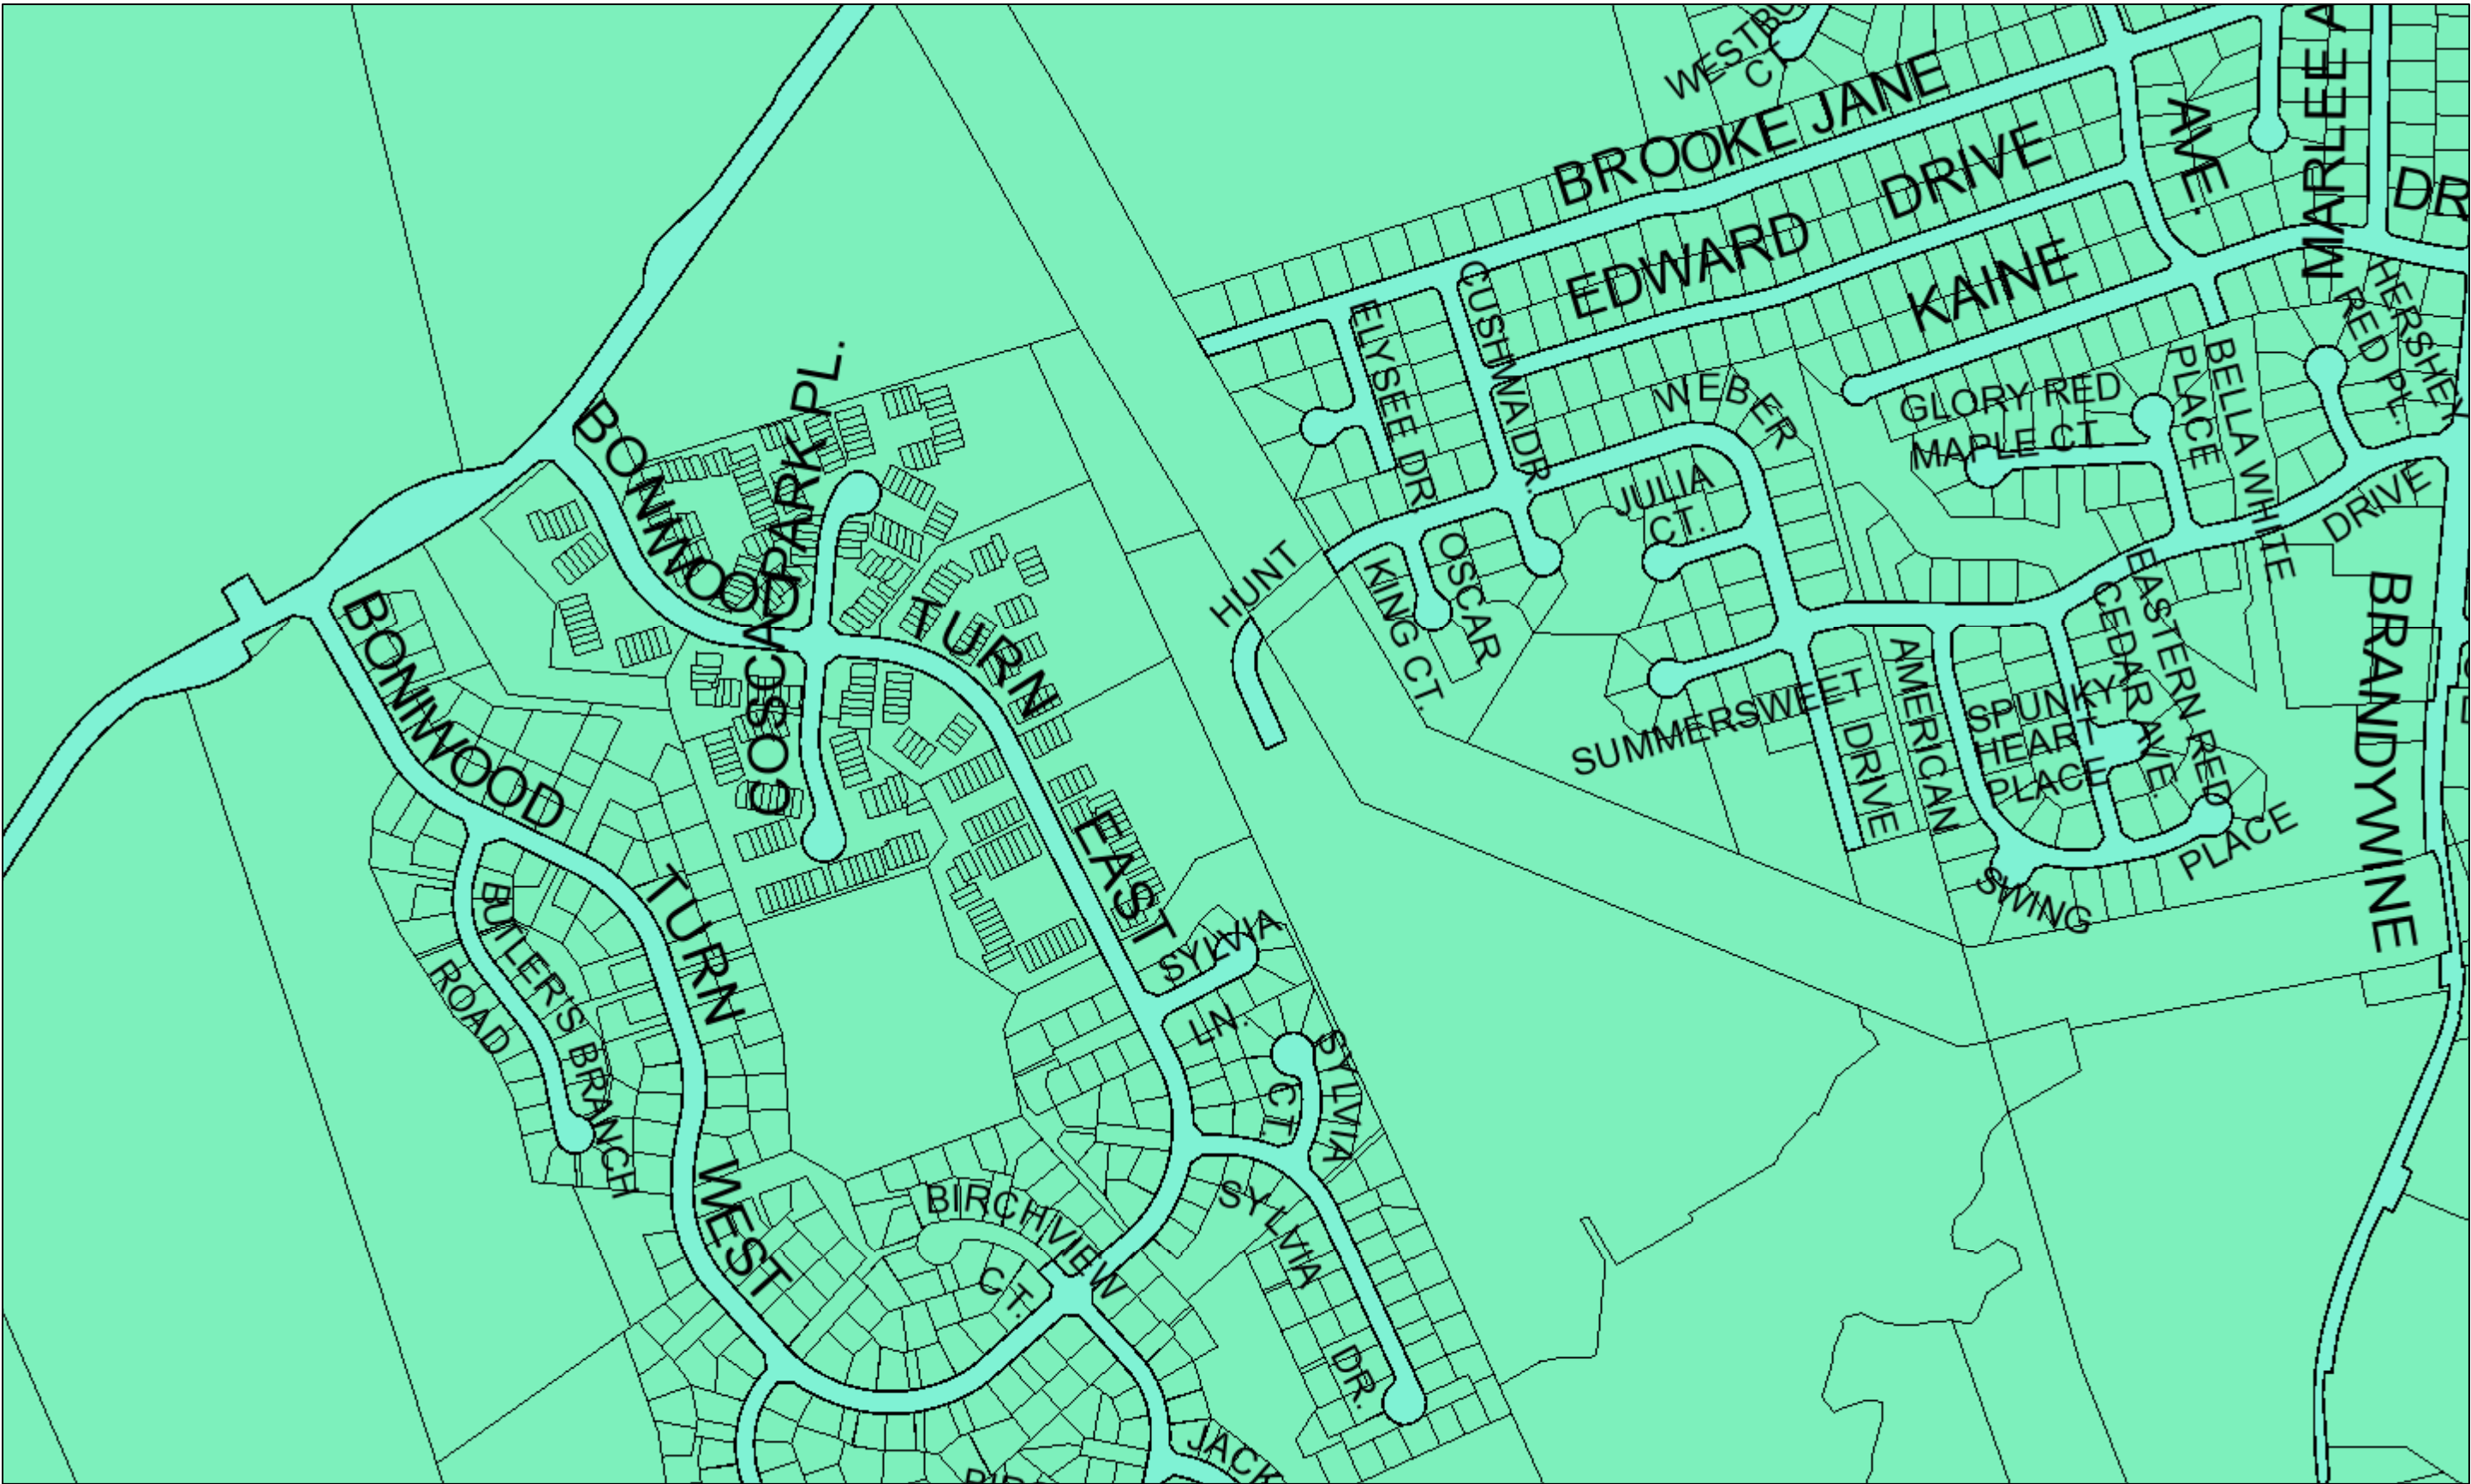 CT.
BROOKE JANE
DRIVE
AVE.
MARLEE
DR
EDWARD
KAINE
CUSHWA DR.
ELYSEE DR.
WEBER
HERSHEY
RED PL.
GLORY RED
MAPLE CT.
BELLA WHITE
PLACE
JULIA
CT.
DRIVE
HUNT
KING CT.
OSCAR
EASTERN RED
CEDAR AVE.
BRANDYWINE
SUMMERSWEET
DRIVE
AMERICAN
SPUNKY
HEART
PLACE
SWING
PLACE
BONIWOOD
TURN
EAST
COSCA PARK PL.
BONIWOOD
TURN
WEST
BUTLER'S BRANCH
ROAD
SYLVIA
LN.
SYLVIA
CT.
SYLVIA
DR.
BIRCHVIEW
CT.
JACK